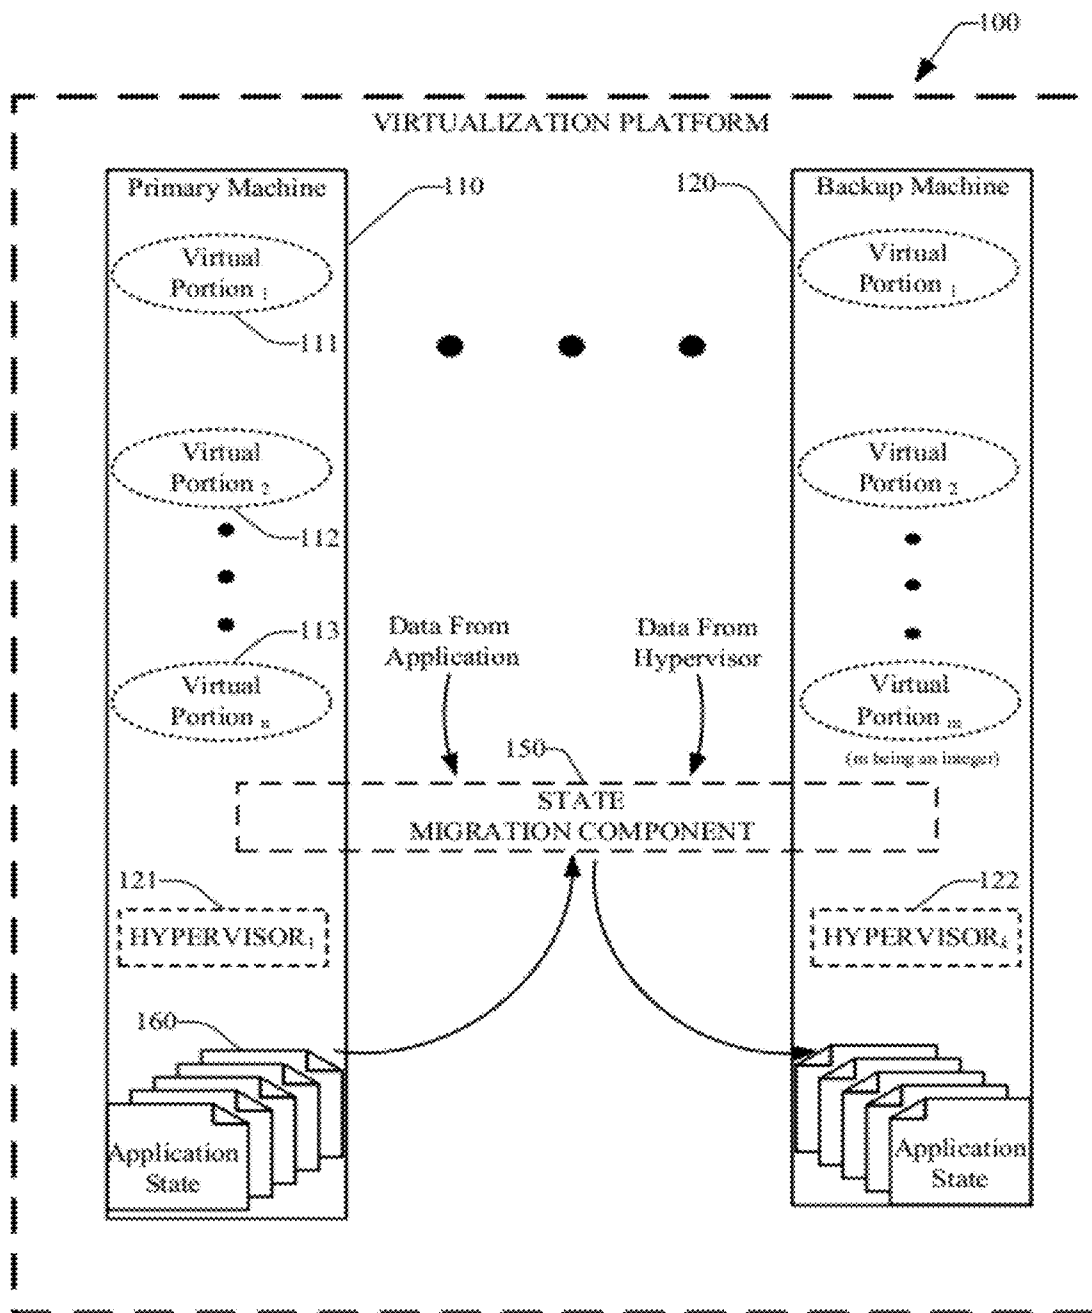 100
VIRTUALIZATION PLATFORM
Primary Machine
110
120
Backup Machine
Virtual
Portion 1
111
Virtual
Portion 1
Virtual
Portion 2
112
Virtual
Portion 2
113
Virtual
Portion n
Data From
Application
Data From
Hypervisor
Virtual
Portion m
(m being an integer)
150
STATE
MIGRATION COMPONENT
121
HYPERVISOR1
122
HYPERVISORk
160
Application
State
Application
State